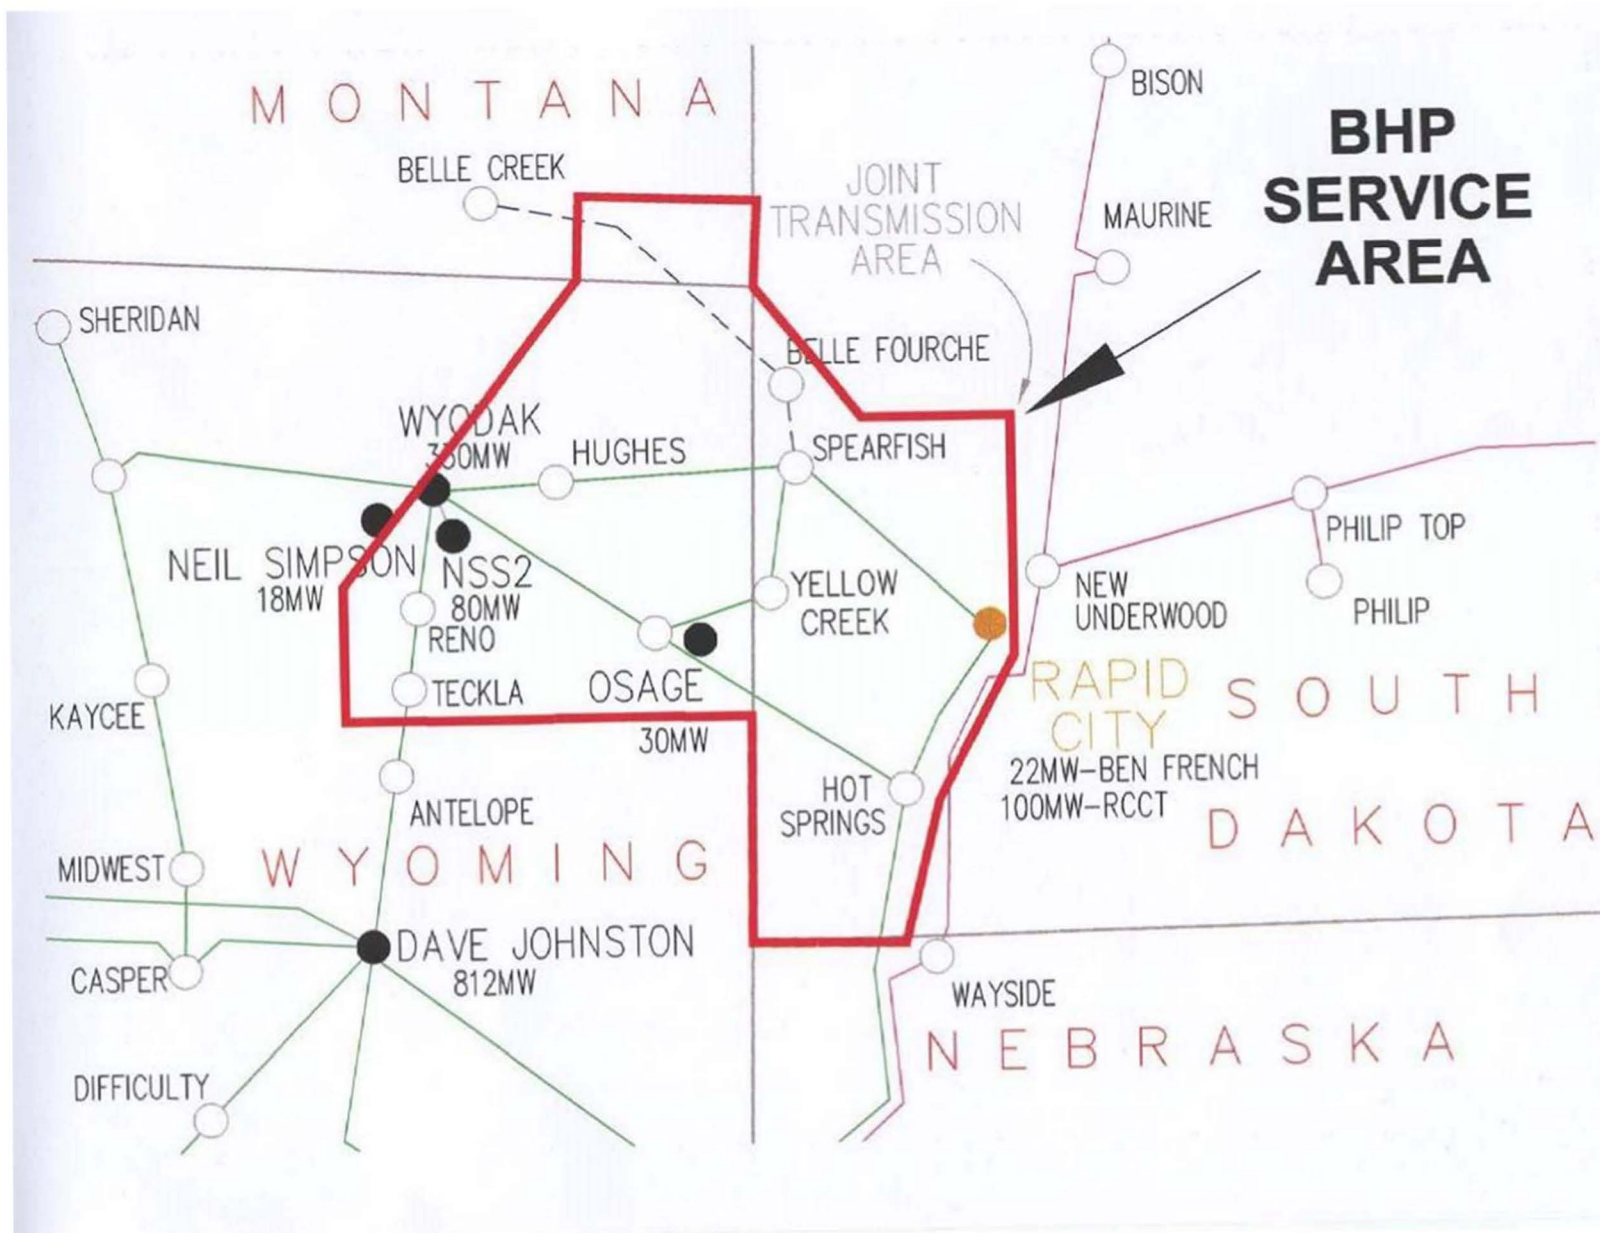 MONTANA
BISON
BHP
SERVICE
AREA
BELLE CREEK
JOINT
TRANSMISSION
AREA
MAURINE
SHERIDAN
BELLE FOURCHE
WYODAK
330MW
HUGHES
SPEARFISH
PHILIP TOP
NEIL SIMPSON
18MW
NSS2
80MW
YELLOW
CREEK
NEW
UNDERWOOD
PHILIP
RENO
TECKLA
OSAGE
30MW
RAPID
CITY
22MW-BEN FRENCH
100MW-RCCT
SOUTH
DAKOTA
KAYCEE
HOT
SPRINGS
ANTELOPE
MIDWEST
WYOMING
DAVE JOHNSTON
812MW
CASPER
WAYSIDE
NEBRASKA
DIFFICULTY